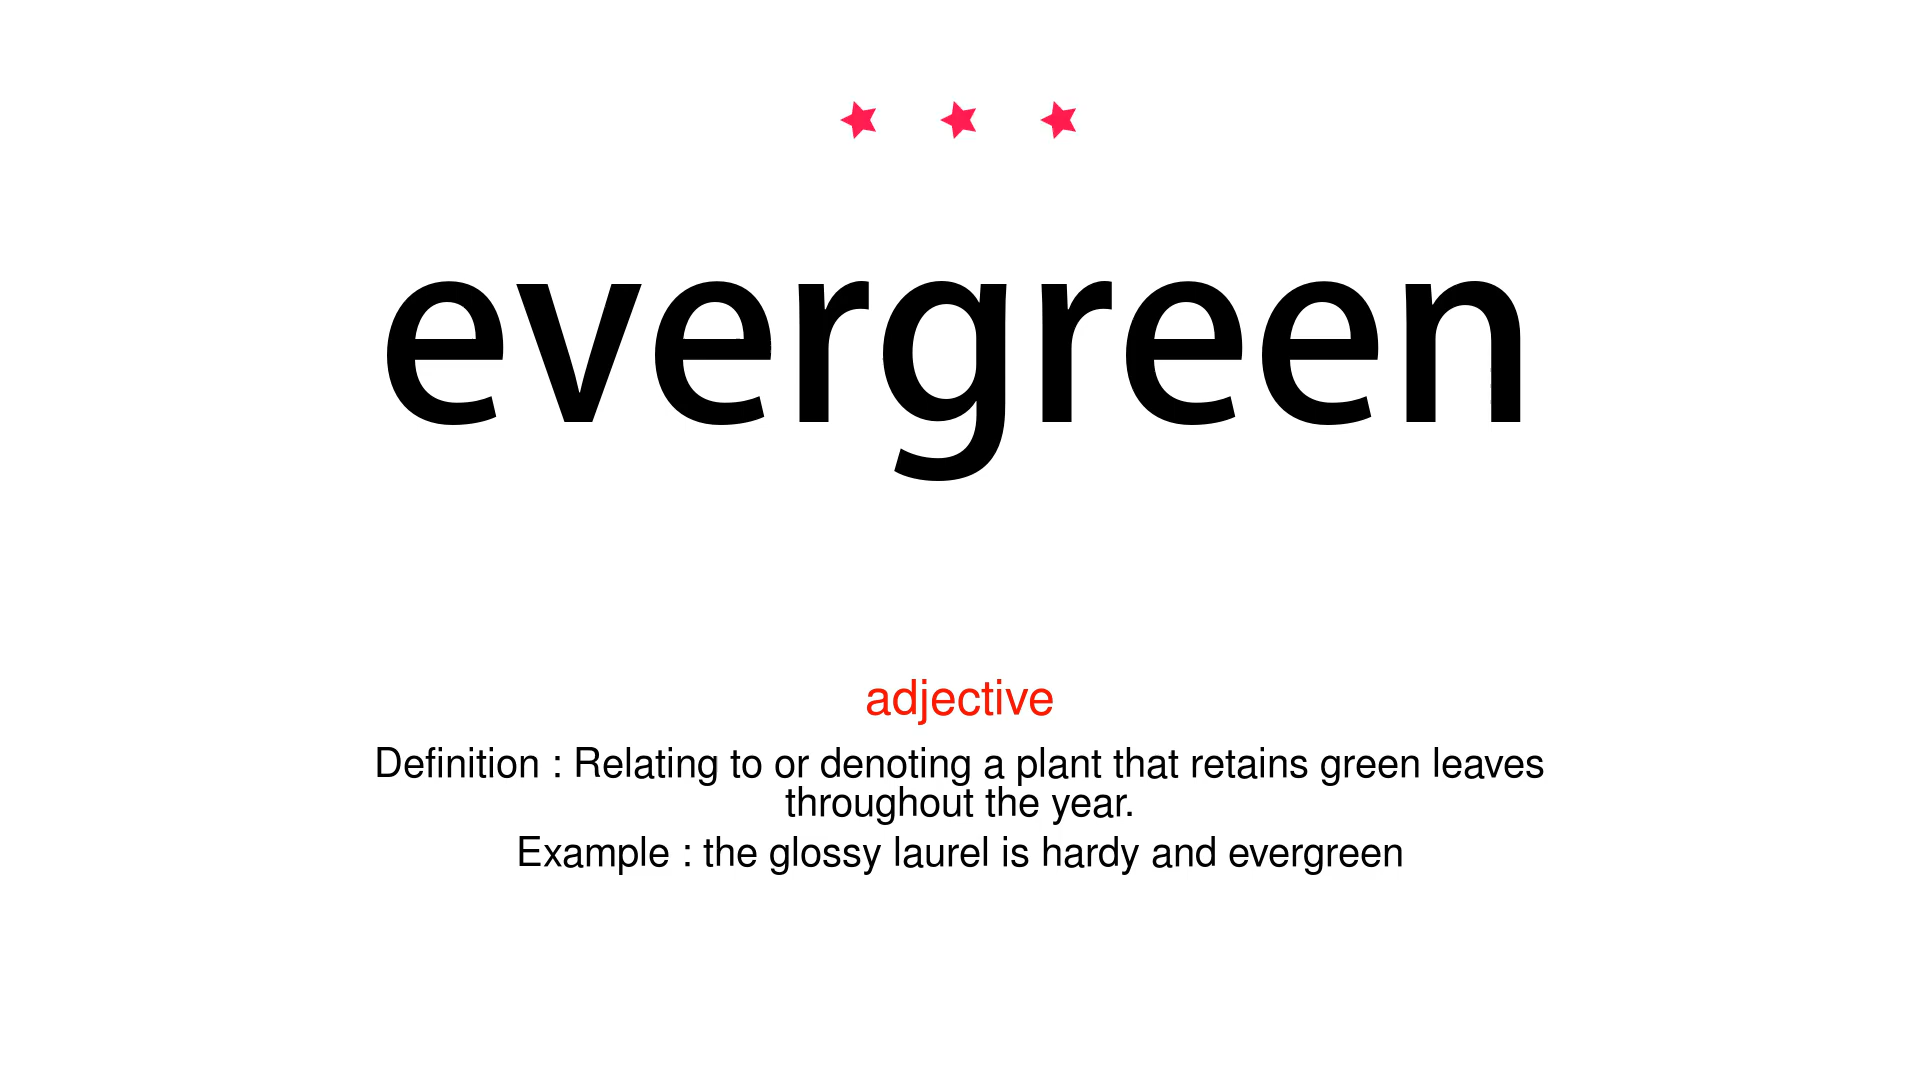 evergreen
adjective
Definition : Relating to or denoting a plant that retains green leaves
throughout the year.
Example : the glossy laurel is hardy and evergreen